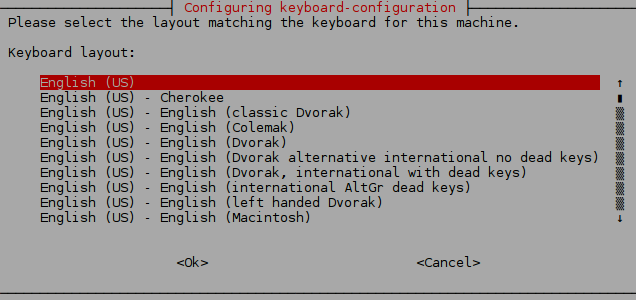 Configuring keyboard-configuration
Please select the layout matching the keyboard for this machine.
Keyboard layout:
English (US)
English (US) - Cherokee
English (US) - English (classic Dvorak)
English (US) - English (Colemak)
English (US) - English (Dvorak)
English (US) - English (Dvorak alternative international no dead keys)
English (US) - English (Dvorak, international with dead keys)
English (US) - English (international AltGr dead keys)
English (US) - English (left handed Dvorak)
English (US) - English (Macintosh)
<Ok> <Cancel>